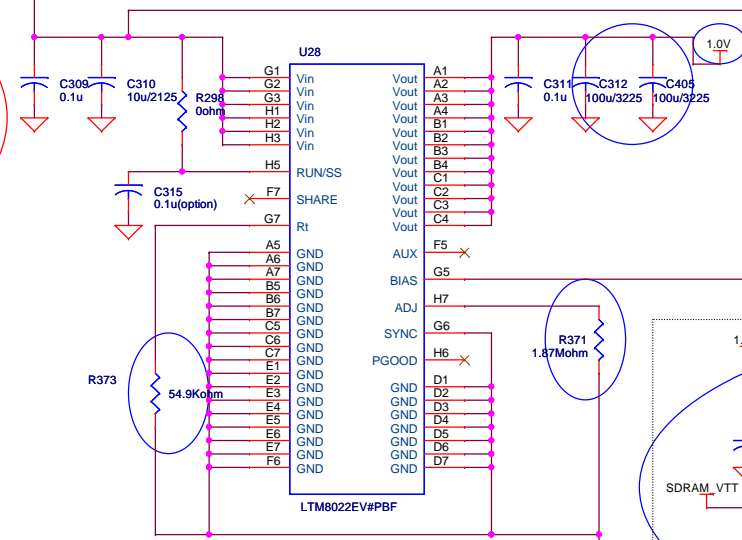 U28
1.0V
G1 Vin Vout A1
G2 Vin Vout A2
G3 Vin Vout A3
H1 Vin Vout A4
H2 Vin Vout B1
H3 Vin Vout B2
Vout B3
Vout B4
Vout C1
Vout C2
Vout C3
Vout C4
C309
0.1u
C310
10u/2125
R298
0ohm
C311
0.1u
C312
100u/3225
C405
100u/3225
H5 RUN/SS
C315
0.1u(option)
F7 SHARE
G7 Rt
AUX F5
BIAS G5
ADJ H7
SYNC G6
PGOOD H6
A5 GND
A6 GND
A7 GND
B5 GND
B6 GND
B7 GND
C5 GND
C6 GND
C7 GND
E1 GND
E2 GND
E3 GND
E4 GND
E5 GND
E6 GND
E7 GND
F6 GND
GND D1
GND D2
GND D3
GND D4
GND D5
GND D6
GND D7
R371
1.87Mohm
R373
54.9Kohm
1.
SDRAM_VTT
LTM8022EV#PBF